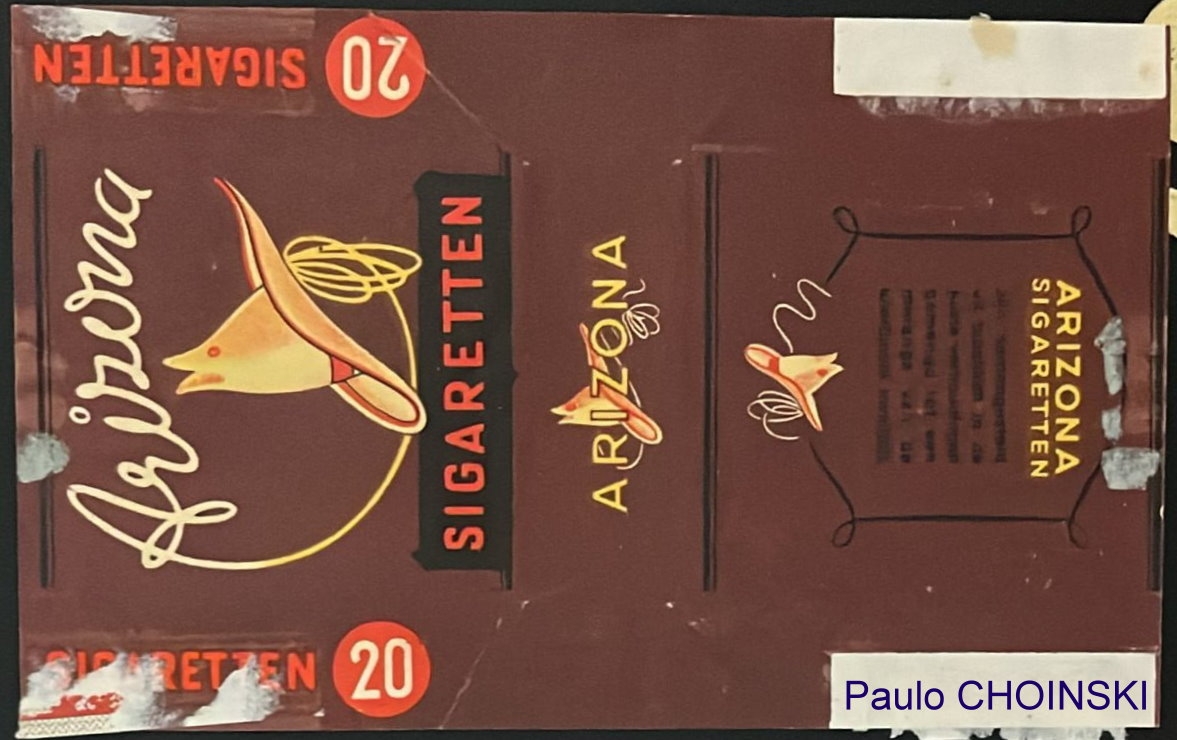 SIGARETTEN 20
Arizona
SIGARETTEN
ARIZONA
ARIZONA
SIGARETTEN
SIGARETTEN 20
Paulo CHOINSKI